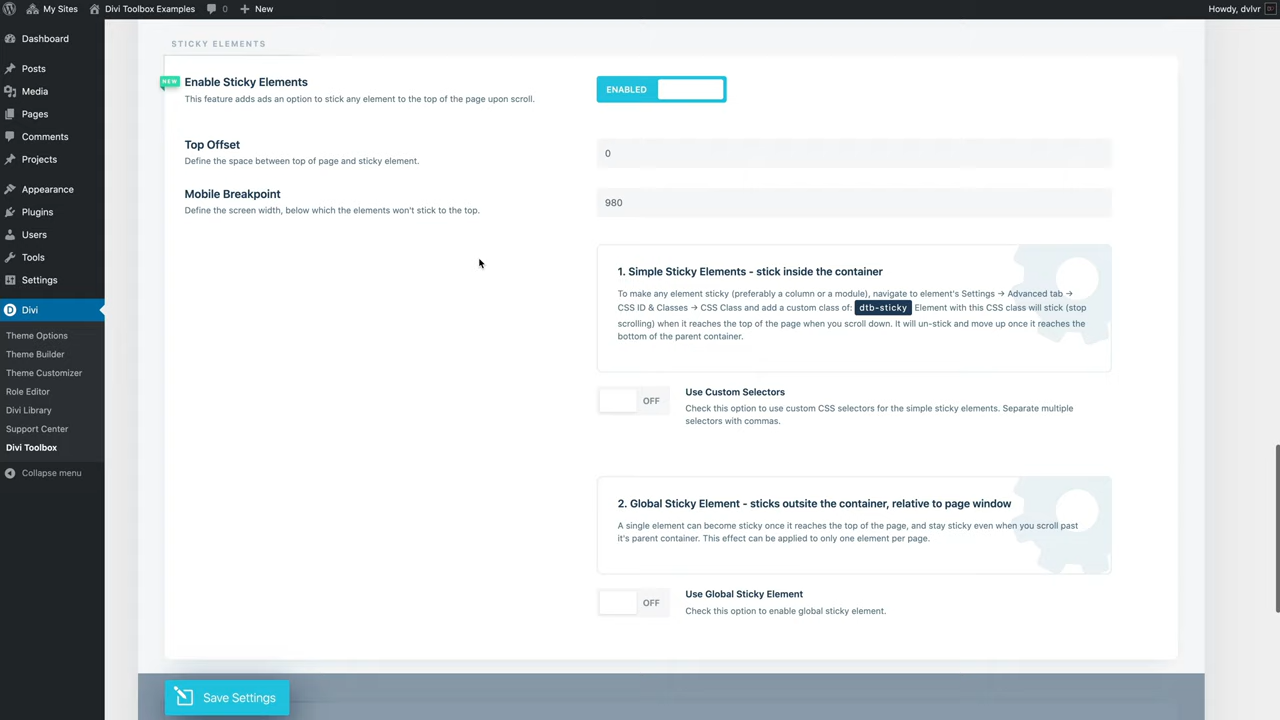 My Sites
Divi Toolbox Examples
0
New
Howdy, dvlvr
Dashboard
Posts
Media
Pages
Comments
Projects
Appearance
Plugins
Users
Tools
Settings
Divi
Theme Options
Theme Builder
Theme Customizer
Role Editor
Divi Library
Support Center
Divi Toolbox
Collapse menu
STICKY ELEMENTS
NEW
Enable Sticky Elements
This feature adds ads an option to stick any element to the top of the page upon scroll.
ENABLED
Top Offset
Define the space between top of page and sticky element.
0
Mobile Breakpoint
Define the screen width, below which the elements won't stick to the top.
980
1. Simple Sticky Elements - stick inside the container
To make any element sticky (preferably a column or a module), navigate to element's Settings → Advanced tab →
CSS ID & Classes → CSS Class and add a custom class of: dtb-sticky Element with this CSS class will stick (stop
scrolling) when it reaches the top of the page when you scroll down. It will un-stick and move up once it reaches the
bottom of the parent container.
OFF
Use Custom Selectors
Check this option to use custom CSS selectors for the simple sticky elements. Separate multiple
selectors with commas.
2. Global Sticky Element - sticks outsite the container, relative to page window
A single element can become sticky once it reaches the top of the page, and stay sticky even when you scroll past
it's parent container. This effect can be applied to only one element per page.
OFF
Use Global Sticky Element
Check this option to enable global sticky element.
Save Settings